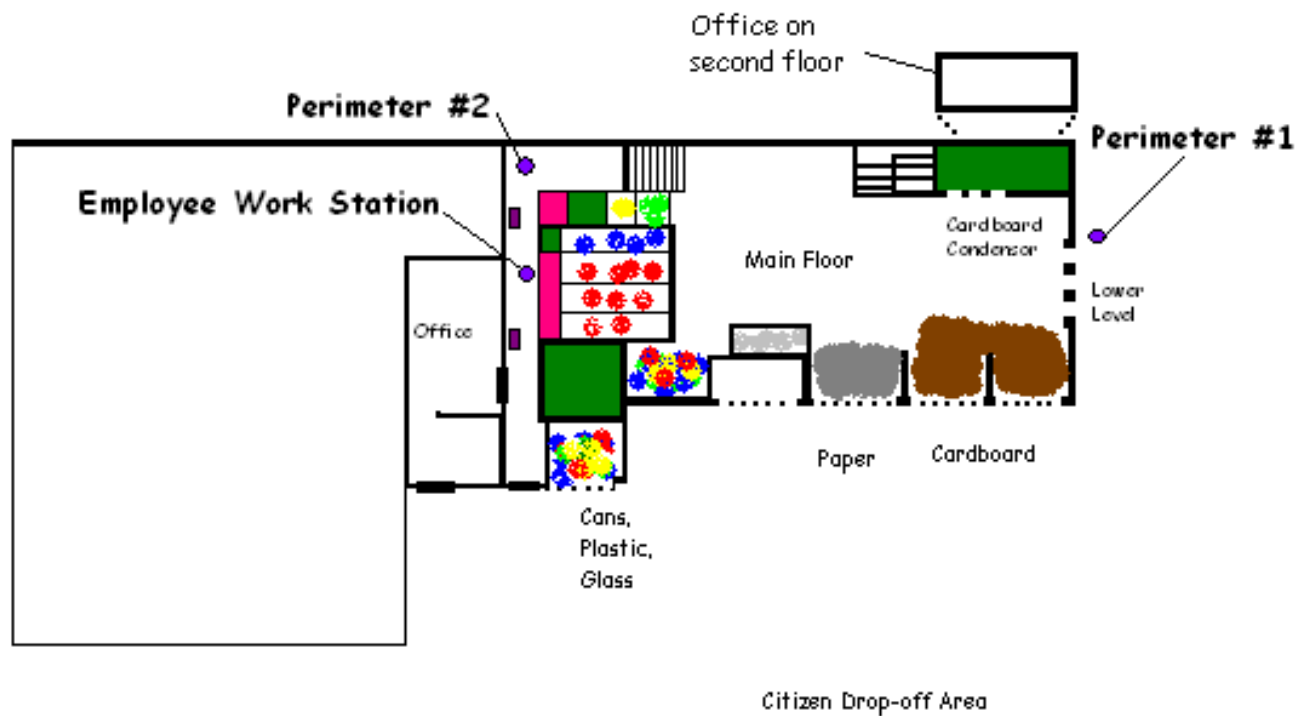 Office on
second floor
Perimeter #2
Perimeter #1
Employee Work Station
Cardboard
Condensor
Main Floor
Lower
Level
Office
Paper
Cardboard
Cans,
Plastic,
Glass
Citizen Drop-off Area